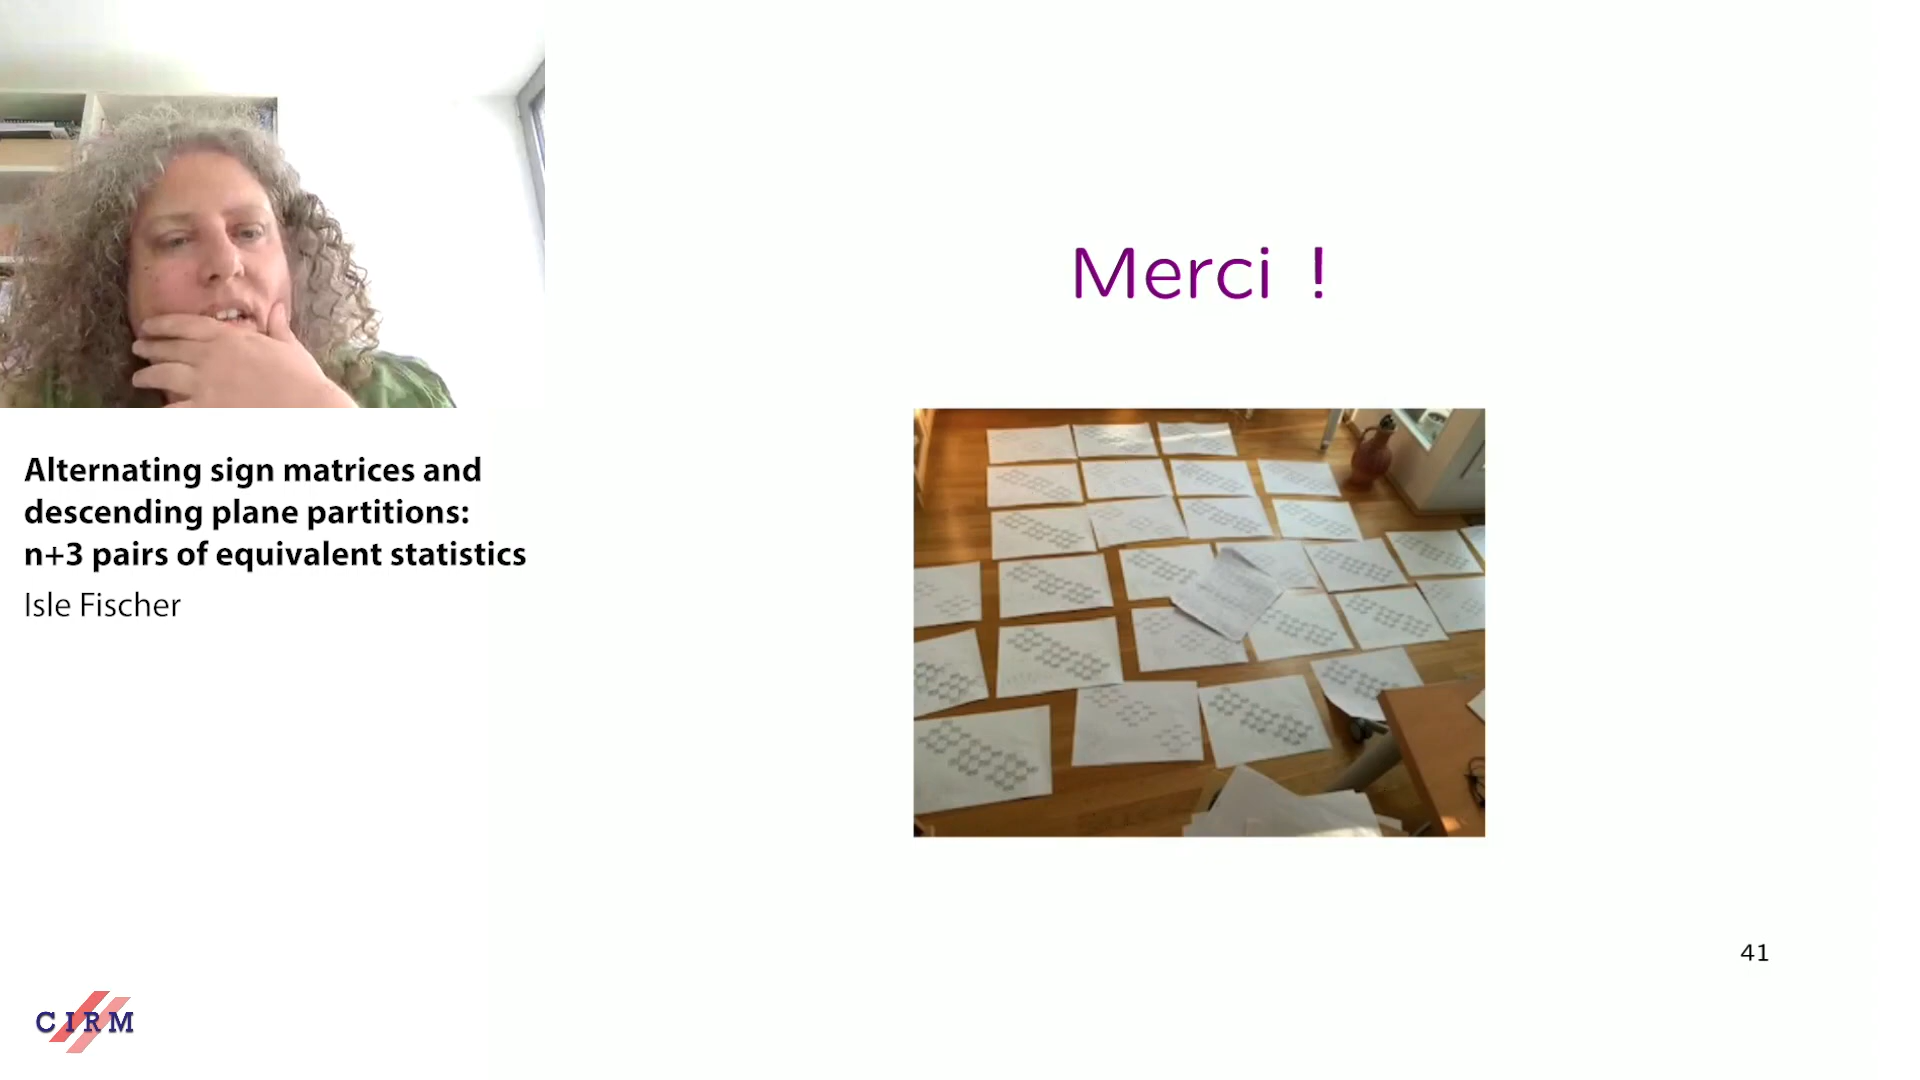 Merci !
Alternating sign matrices and
descending plane partitions:
n+3 pairs of equivalent statistics
Isle Fischer
41
CIRM